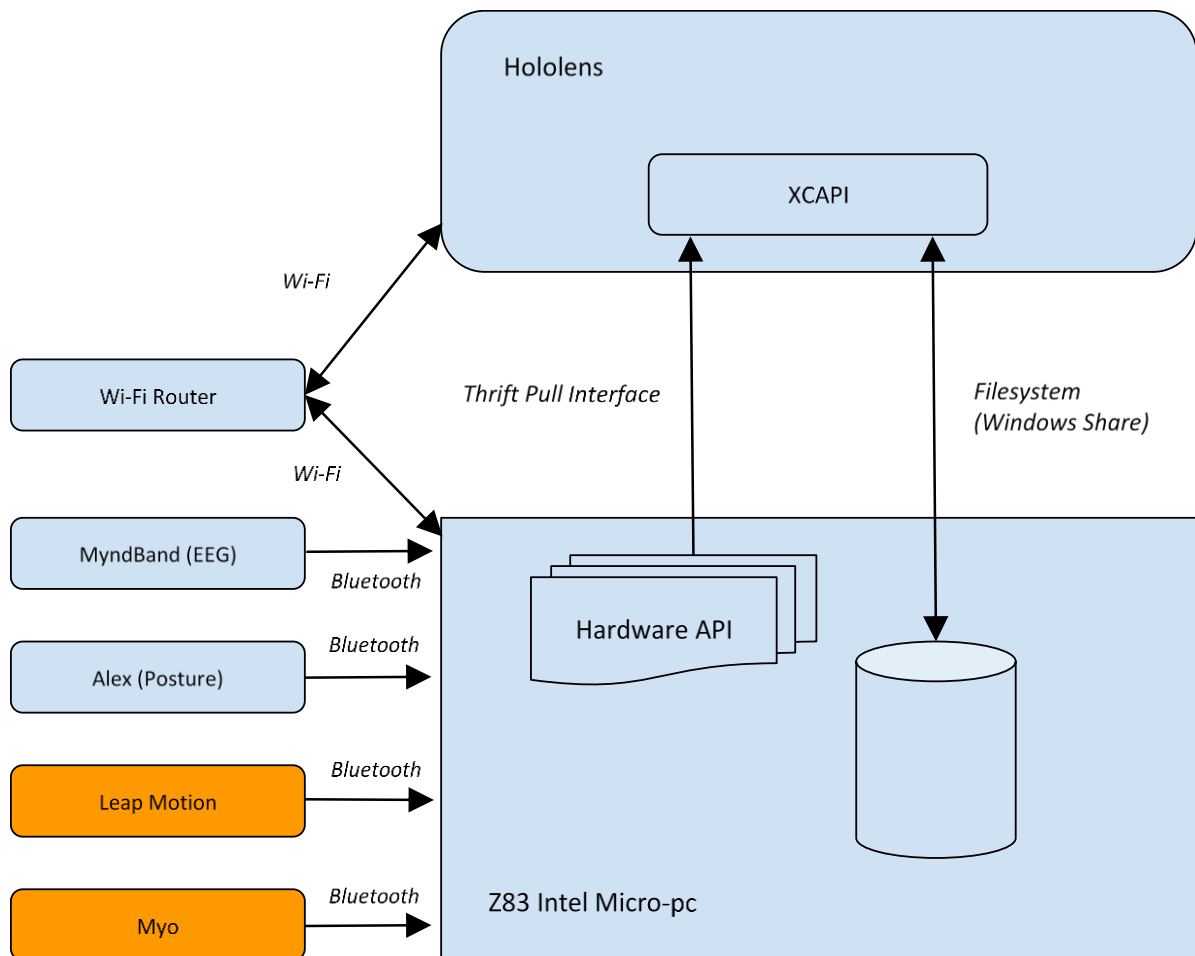 Hololens
XCAPI
Wi-Fi
Wi-Fi Router
Thrift Pull Interface
Filesystem
(Windows Share)
Wi-Fi
MyndBand (EEG)
Bluetooth
Hardware API
Bluetooth
Alex (Posture)
Bluetooth
Leap Motion
Bluetooth
Myo
Z83 Intel Micro-pc